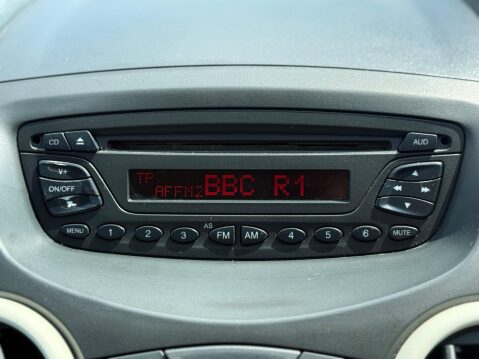 CD AUD
V+
TP
ON/OFF AFFM2 BBC R1
AS
MENU 1 2 3 FM AM 4 5 6 MUTE